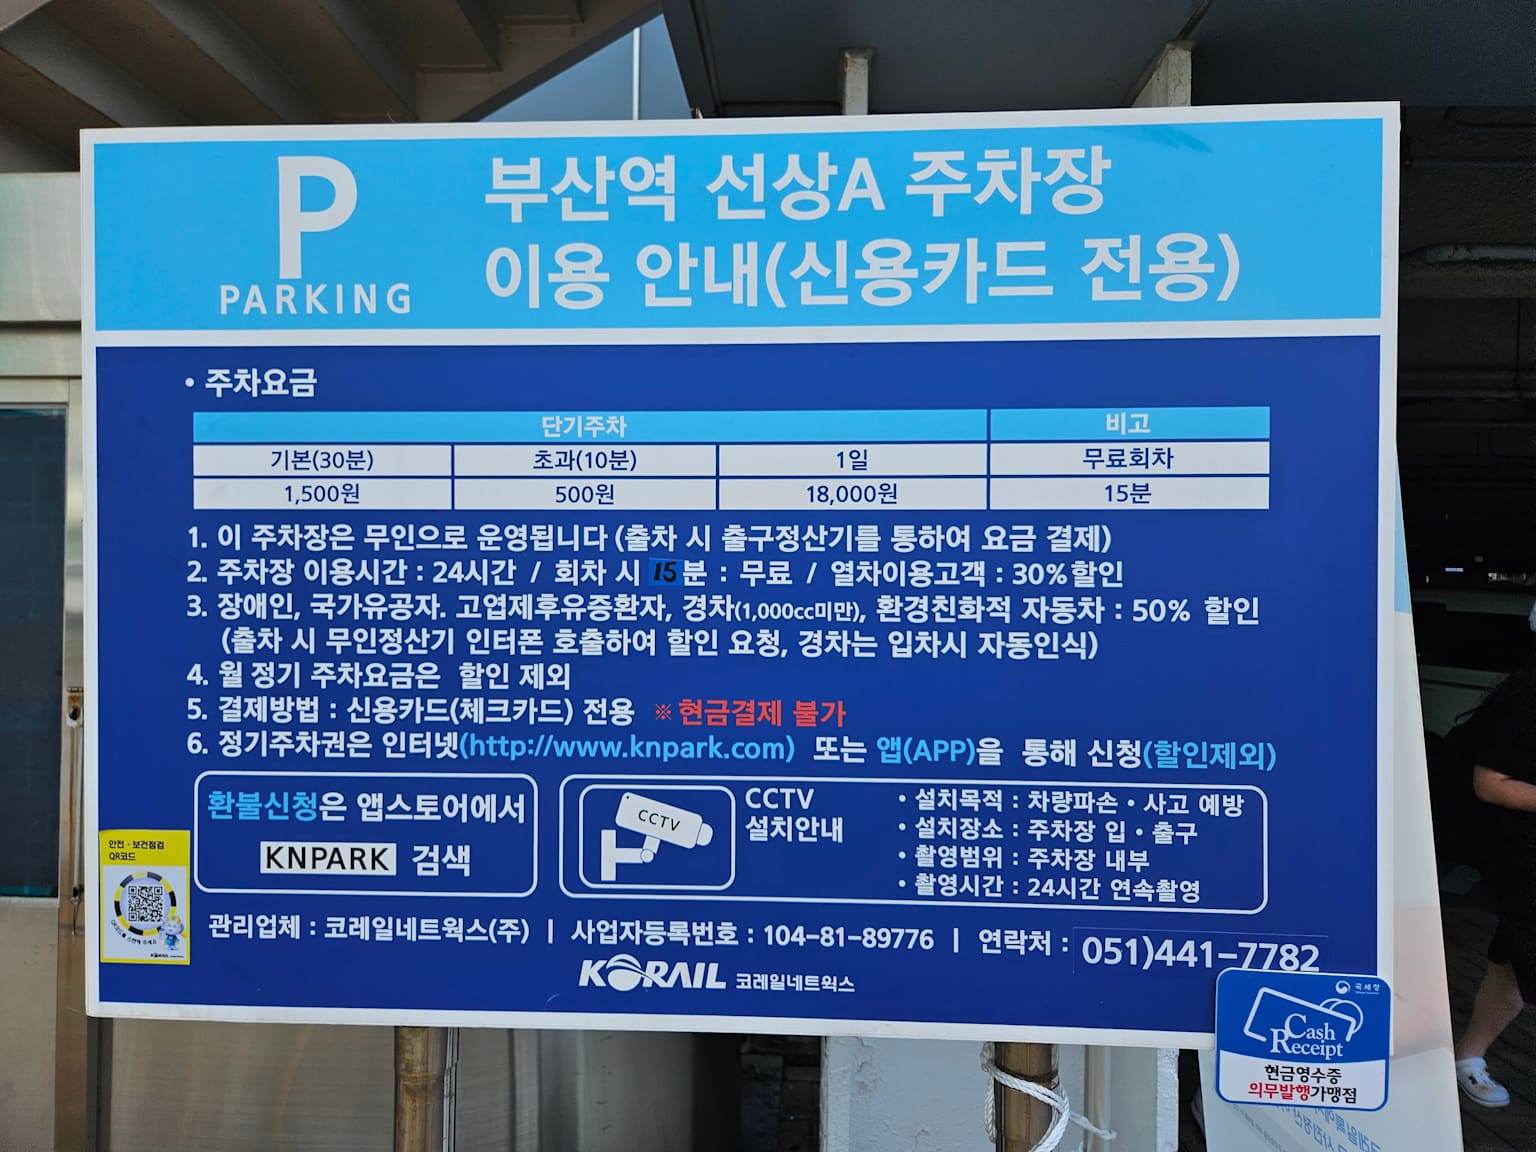 P
PARKING
부산역 선상A 주차장
이용 안내(신용카드 전용)
• 주차요금
단기주차 비고
기본(30분) 초과(10분) 1일 무료회차
1,500원 500원 18,000원 15분
1. 이 주차장은 무인으로 운영됩니다 (출차 시 출구정산기를 통하여 요금 결제)
2. 주차장 이용시간 : 24시간 / 회차 시 15분 : 무료 / 열차이용고객 : 30%할인
3. 장애인, 국가유공자. 고엽제후유증환자, 경차(1,000cc미만), 환경친화적 자동차 : 50% 할인
(출차 시 무인정산기 인터폰 호출하여 할인 요청, 경차는 입차시 자동인식)
4. 월 정기 주차요금은 할인 제외
5. 결제방법 : 신용카드(체크카드) 전용 ※현금결제 불가
6. 정기주차권은 인터넷(http://www.knpark.com) 또는 앱(APP)을 통해 신청(할인제외)
환불신청은 앱스토어에서
KNPARK 검색
CCTV
CCTV
설치안내
• 설치목적 : 차량파손 • 사고 예방
• 설치장소 : 주차장 입 • 출구
• 촬영범위 : 주차장 내부
• 촬영시간 : 24시간 연속촬영
안전 · 보건점검
QR코드
관리업체 : 코레일네트웍스(주) | 사업자등록번호 : 104-81-89776 | 연락처 : 051)441-7782
KORAIL 코레일네트웍스
국세청
Cash
Receipt
현금영수증
의무발행가맹점